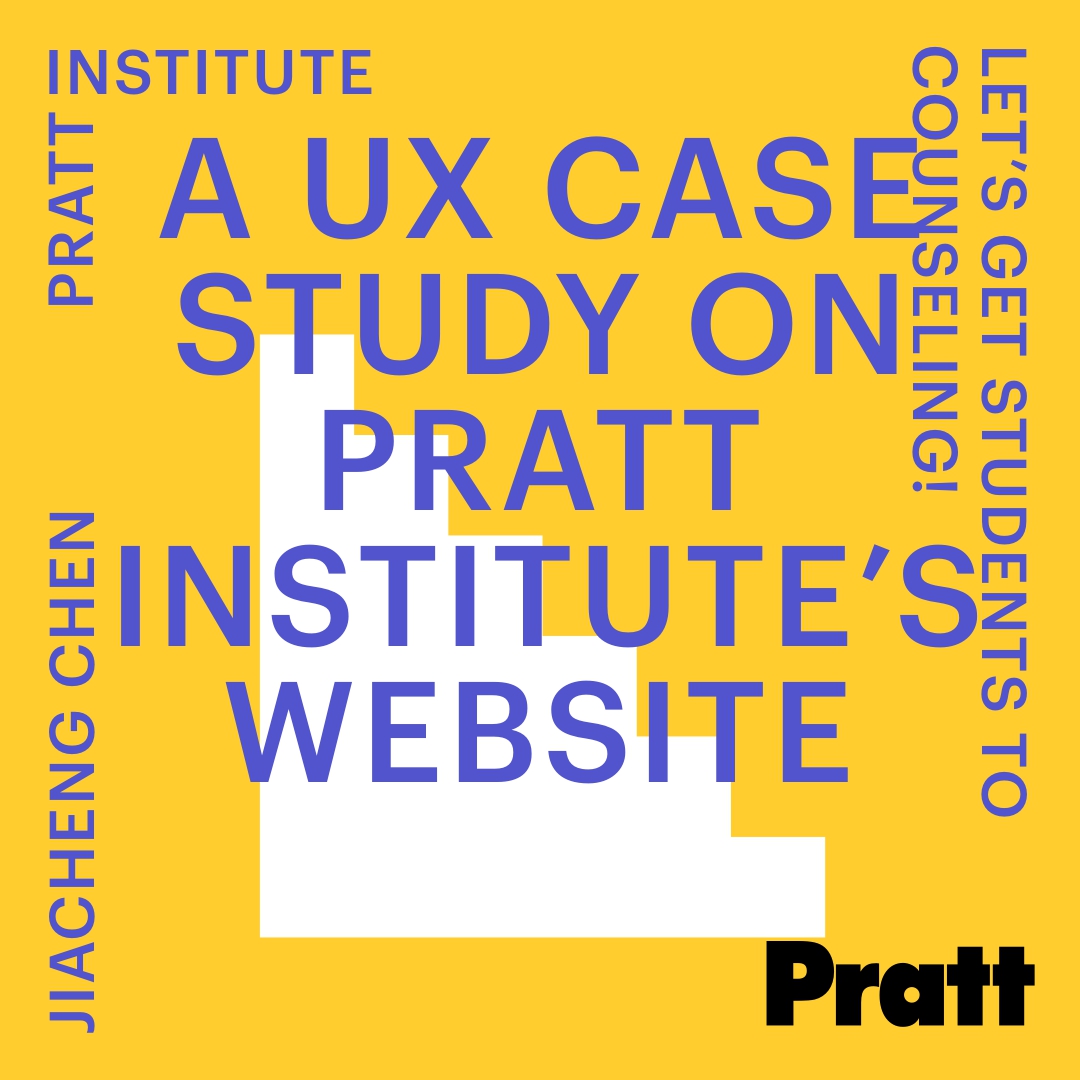 PRATT
INSTITUTE
A UX CASE
STUDY ON
PRATT
INSTITUTE’S
WEBSITE
LET’S GET STUDENTS TO
COUNSELING!
JIACHENG CHEN
Pratt